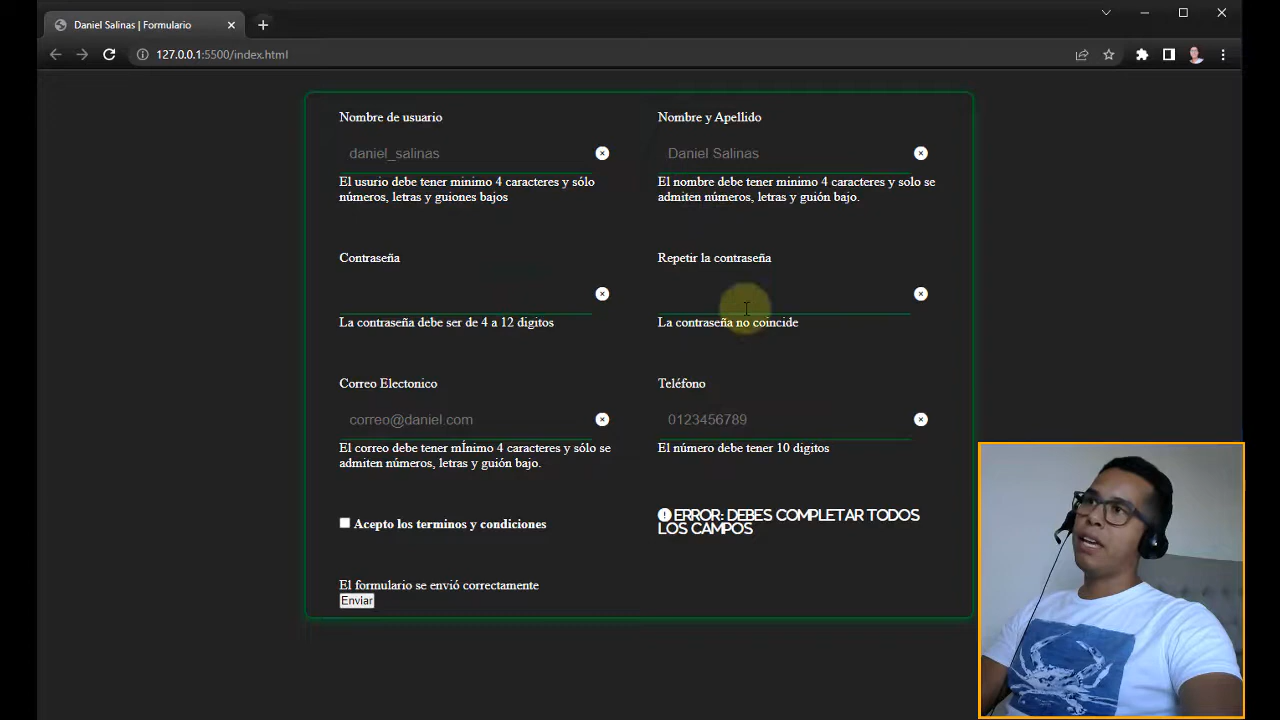 Daniel Salinas | Formulario
127.0.0.1:5500/index.html
Nombre de usuario
daniel_salinas
El usurio debe tener minimo 4 caracteres y sólo
números, letras y guiones bajos
Nombre y Apellido
Daniel Salinas
El nombre debe tener minimo 4 caracteres y solo se
admiten números, letras y guión bajo.
Contraseña
La contraseña debe ser de 4 a 12 digitos
Repetir la contraseña
La contraseña no coincide
Correo Electonico
correo@daniel.com
El correo debe tener mÍnimo 4 caracteres y sólo se
admiten números, letras y guión bajo.
Teléfono
0123456789
El número debe tener 10 digitos
Acepto los terminos y condiciones
ERROR: DEBES COMPLETAR TODOS
LOS CAMPOS
El formulario se envió correctamente
Enviar